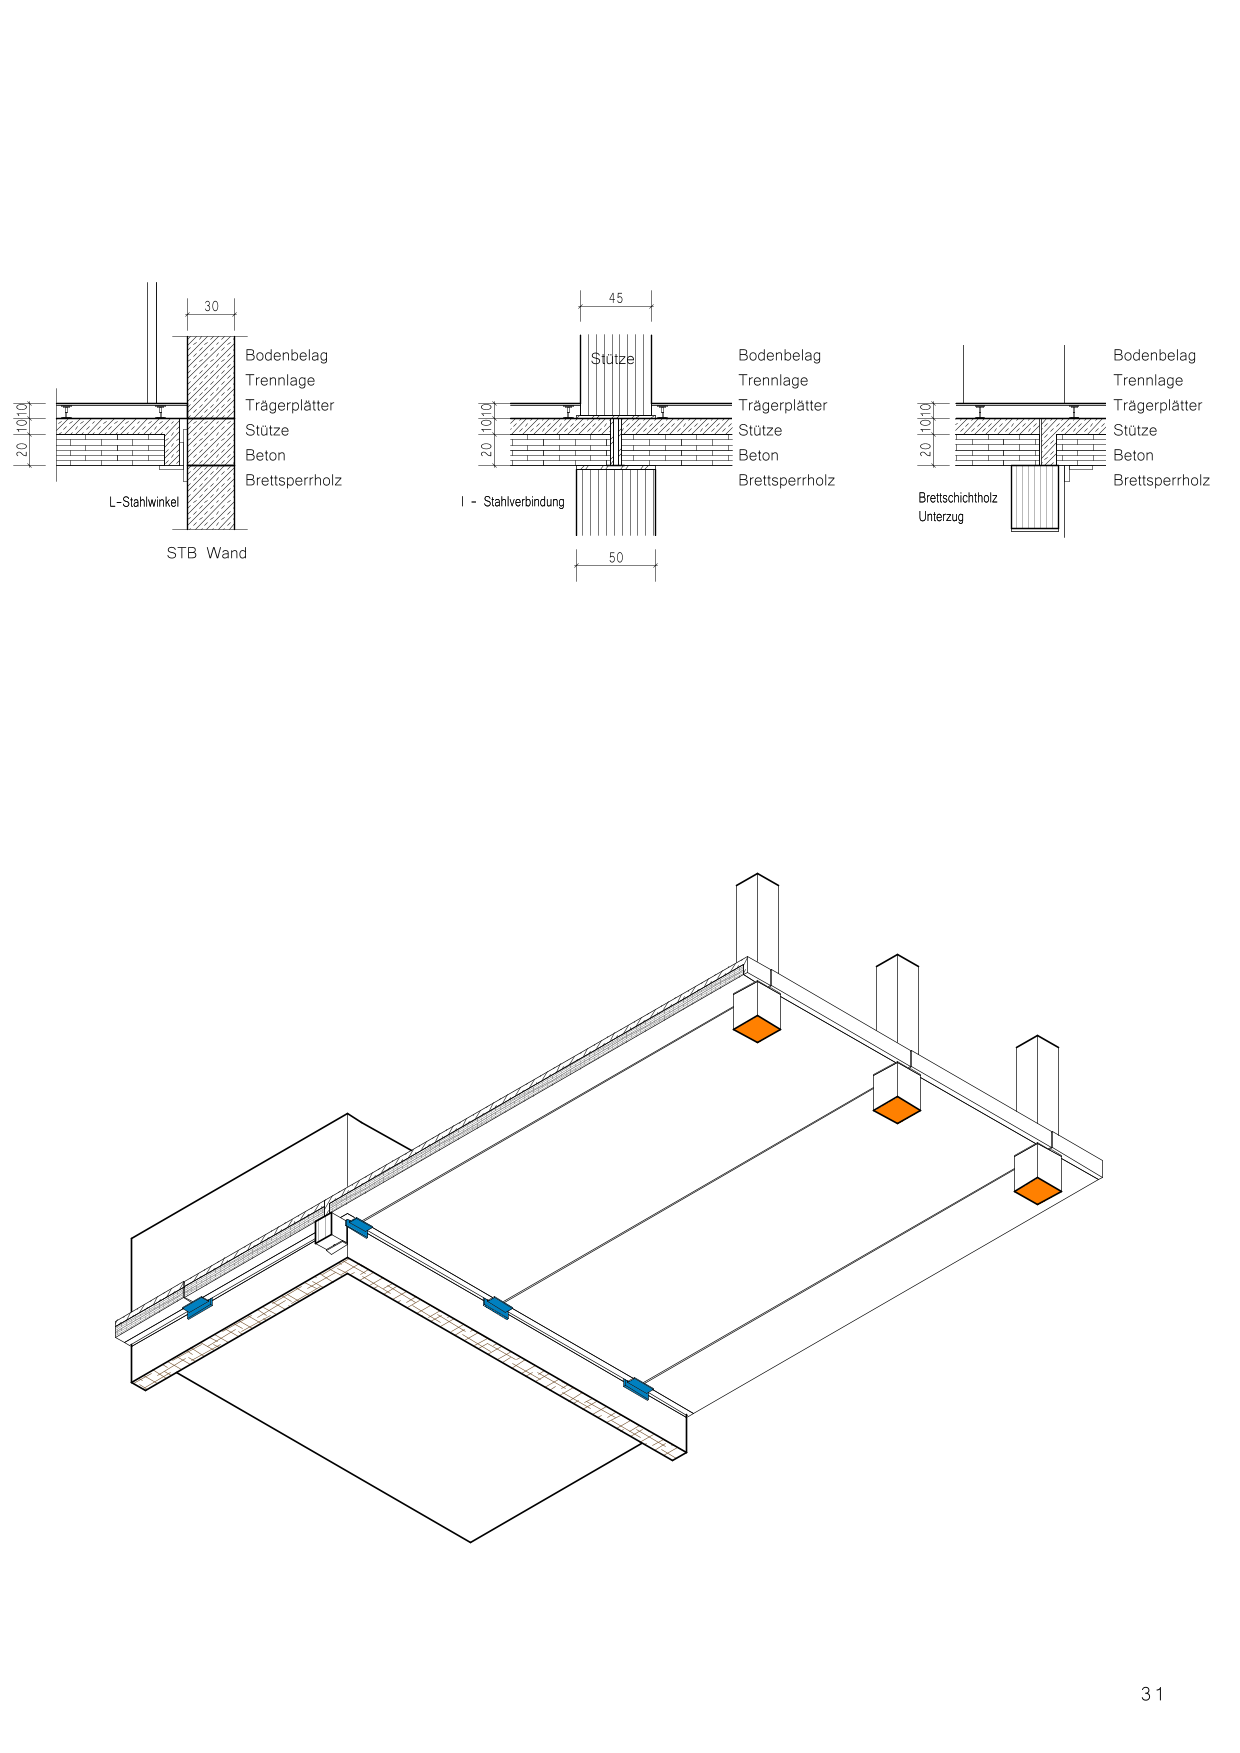 30
Bodenbelag
Trennlage
Trägerplätter
Stütze
Beton
Brettsperrholz
10
10
20
L-Stahlwinkel
STB Wand
45
Stütze
Bodenbelag
Trennlage
Trägerplätter
Stütze
Beton
Brettsperrholz
10
10
20
I - Stahlverbindung
50
Bodenbelag
Trennlage
Trägerplätter
Stütze
Beton
Brettsperrholz
10
10
20
Brettschichtholz
Unterzug
31